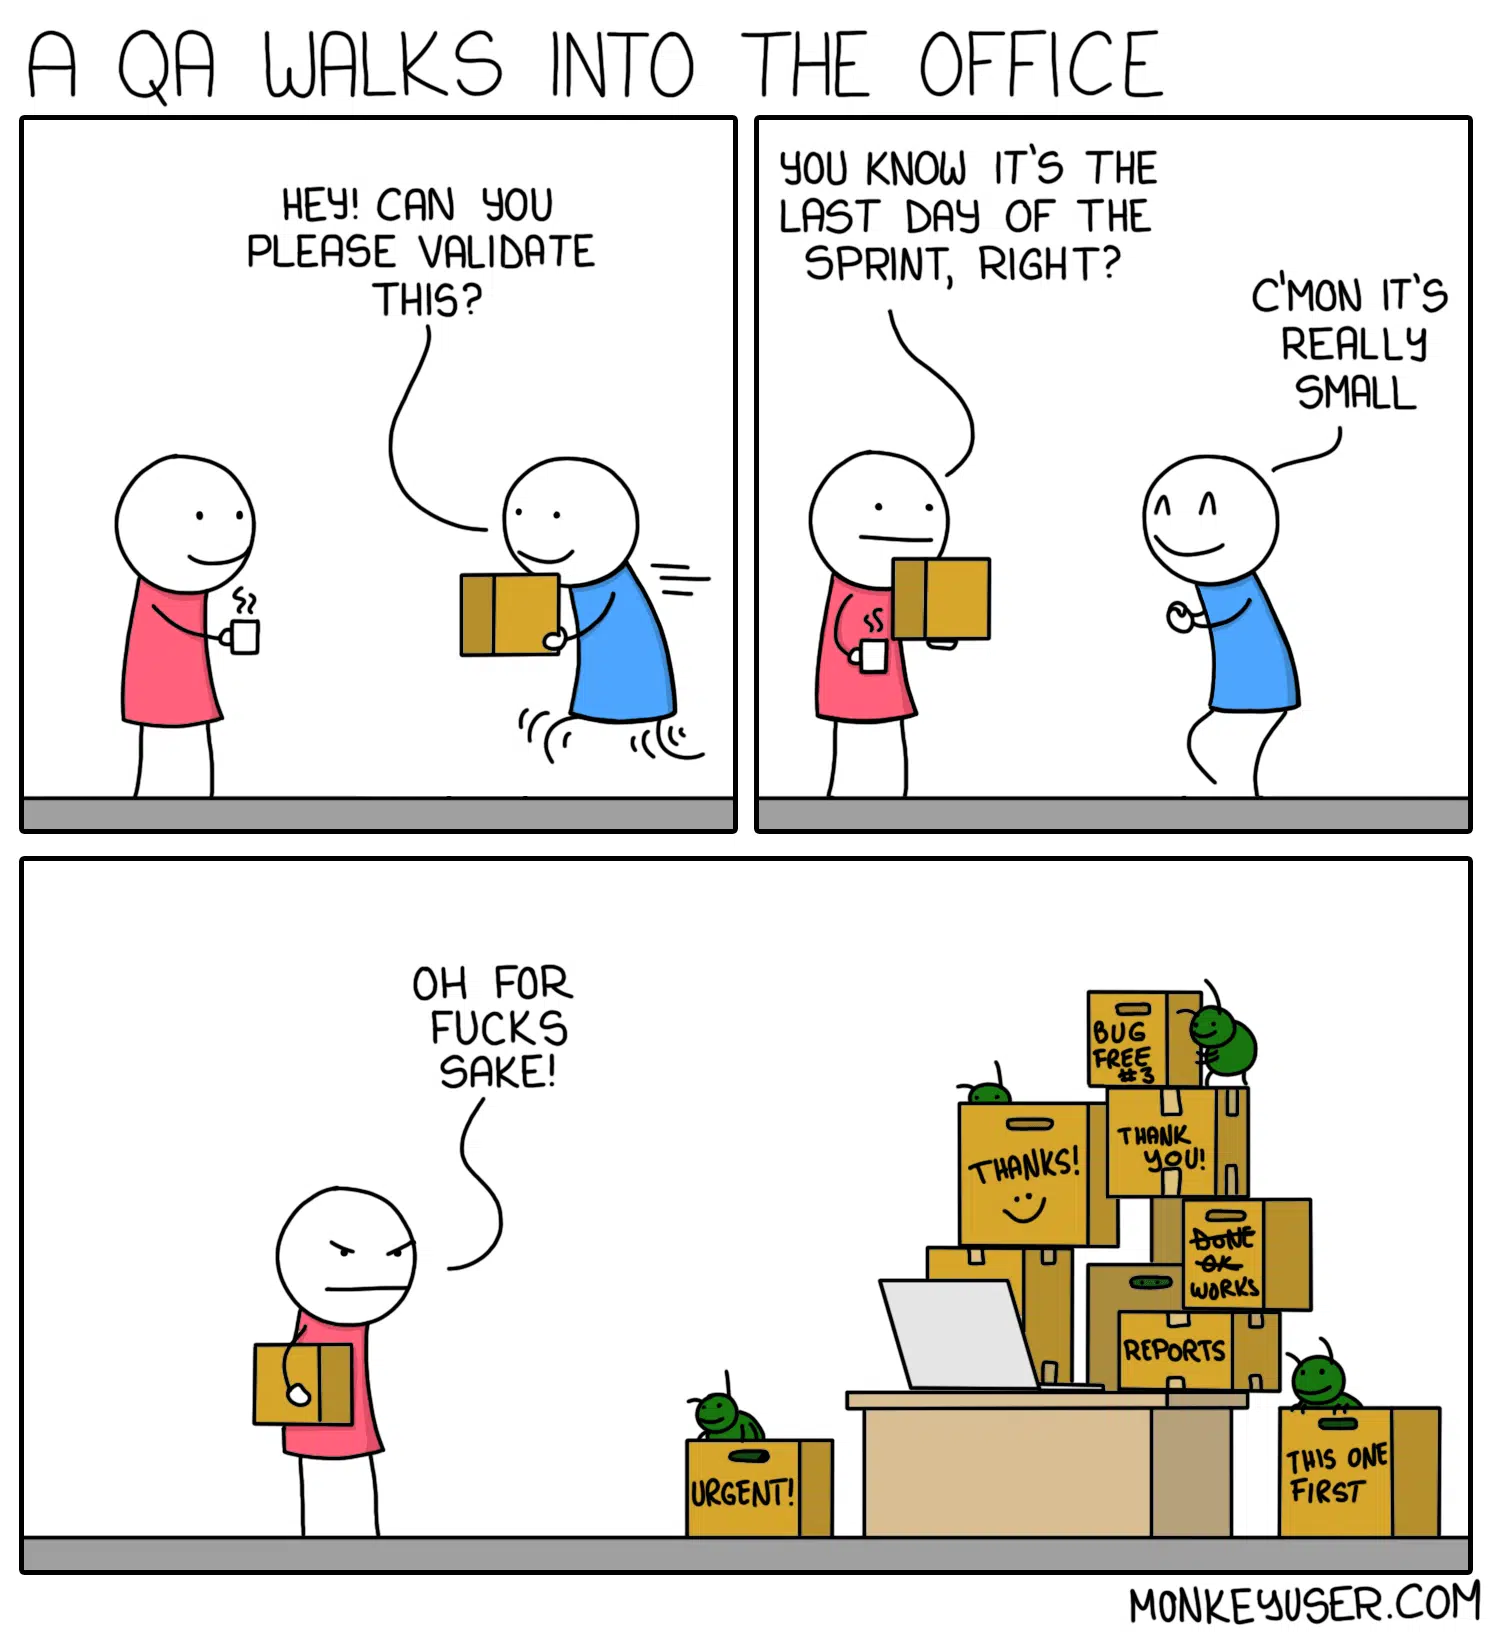 A QA WALKS INTO THE OFFICE
HEY! CAN YOU
PLEASE VALIDATE
THIS?
YOU KNOW IT'S THE
LAST DAY OF THE
SPRINT, RIGHT?
C'MON IT'S
REALLY
SMALL
OH FOR
FUCKS
SAKE!
BUG
FREE
#3
THANKS!
THANK
YOU!
DONE
OK
WORKS
REPORTS
URGENT!
THIS ONE
FIRST
MONKEYUSER.COM